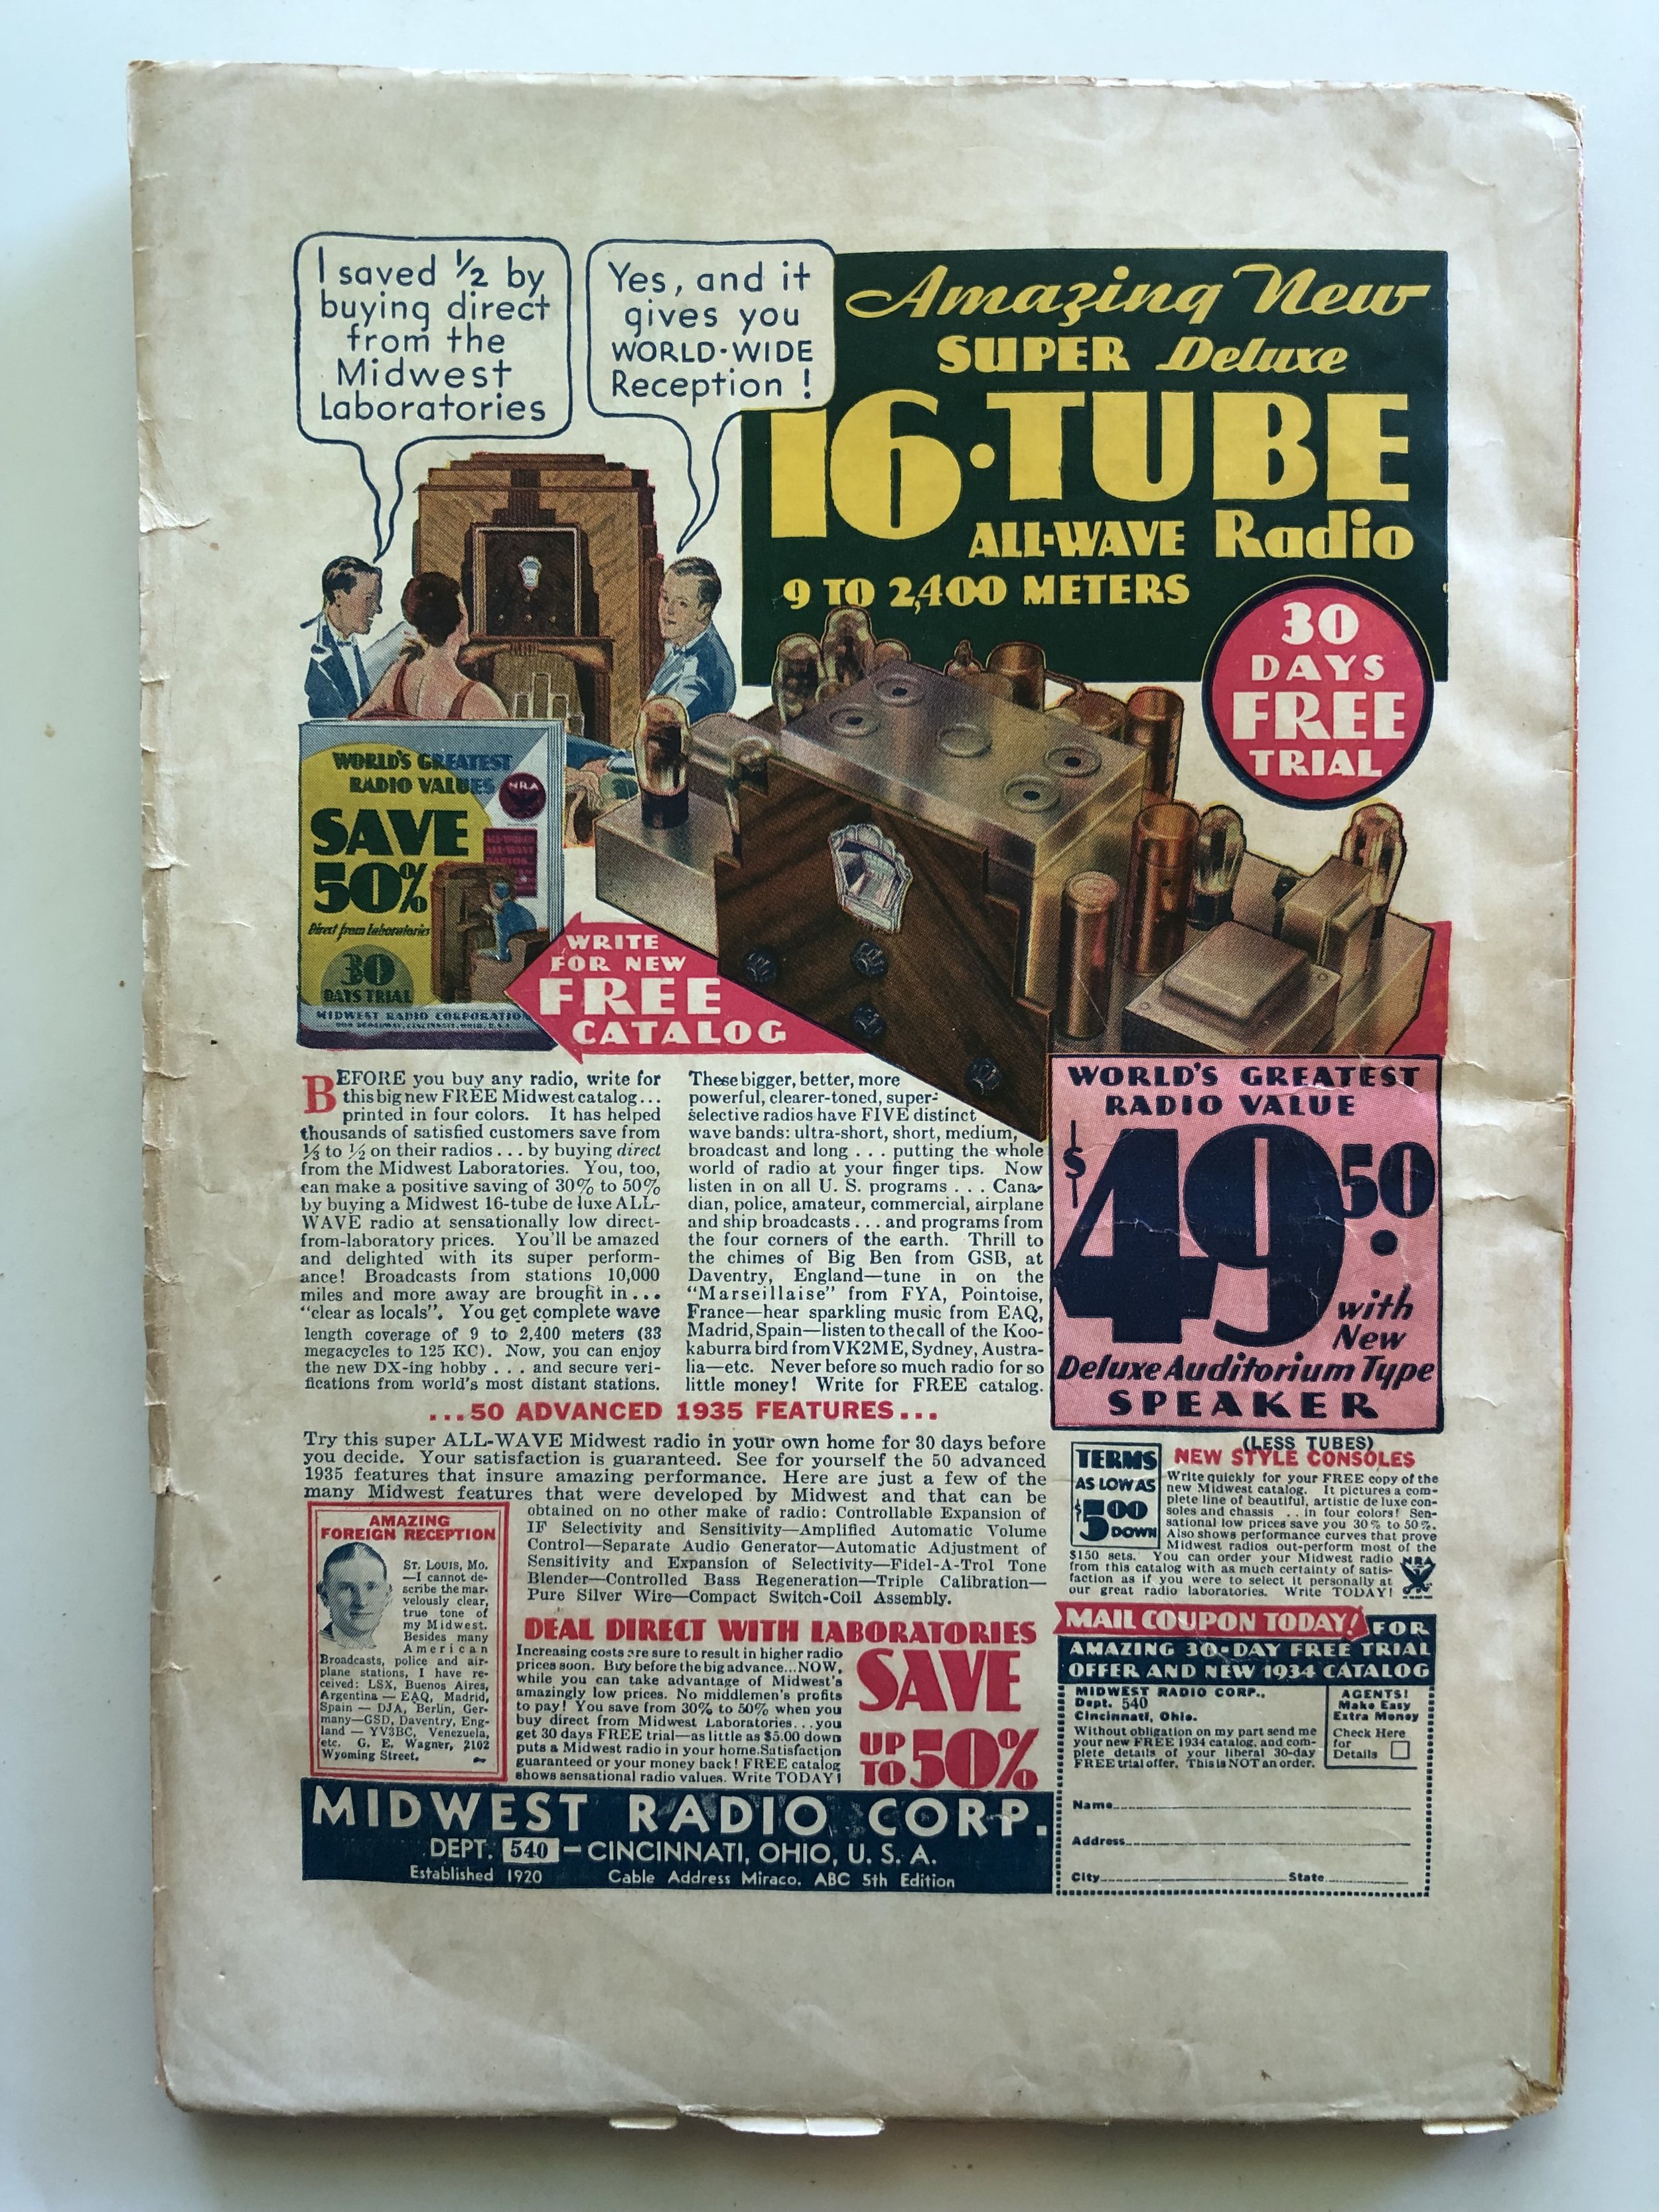 I saved ½ by
buying direct
from the
Midwest
Laboratories
Yes, and it
gives you
WORLD-WIDE
Reception !
Amazing New
SUPER Deluxe
16·TUBE
ALL-WAVE Radio
9 TO 2,400 METERS
30
DAYS
FREE
TRIAL
WORLD'S GREATEST
RADIO VALUES
NRA
SAVE
50%
Direct from Laboratories
30
DAYS TRIAL
MIDWEST RADIO CORPORATION
WRITE
FOR NEW
FREE
CATALOG
BEFORE you buy any radio, write for
this big new FREE Midwest catalog...
printed in four colors. It has helped
thousands of satisfied customers save from
⅓ to ½ on their radios . . . by buying direct
from the Midwest Laboratories. You, too,
can make a positive saving of 30% to 50%
by buying a Midwest 16-tube de luxe ALL-
WAVE radio at sensationally low direct-
from-laboratory prices. You'll be amazed
and delighted with its super perform-
ance! Broadcasts from stations 10,000
miles and more away are brought in...
"clear as locals". You get complete wave
length coverage of 9 to 2,400 meters (33
megacycles to 125 KC). Now, you can enjoy
the new DX-ing hobby . . . and secure veri-
fications from world's most distant stations.
These bigger, better, more
powerful, clearer-toned, super-
selective radios have FIVE distinct
wave bands: ultra-short, short, medium,
broadcast and long . . . putting the whole
world of radio at your finger tips. Now
listen in on all U. S. programs . . . Cana-
dian, police, amateur, commercial, airplane
and ship broadcasts . . . and programs from
the four corners of the earth. Thrill to
the chimes of Big Ben from GSB, at
Daventry, England—tune in on the
"Marseillaise" from FYA, Pointoise,
France—hear sparkling music from EAQ,
Madrid, Spain—listen to the call of the Koo-
kaburra bird from VK2ME, Sydney, Austra-
lia—etc. Never before so much radio for so
little money! Write for FREE catalog.
WORLD'S GREATEST
RADIO VALUE
$49.50
with
New
Deluxe Auditorium Type
SPEAKER
(LESS TUBES)
...50 ADVANCED 1935 FEATURES...
Try this super ALL-WAVE Midwest radio in your own home for 30 days before
you decide. Your satisfaction is guaranteed. See for yourself the 50 advanced
1935 features that insure amazing performance. Here are just a few of the
many Midwest features that were developed by Midwest and that can be
obtained on no other make of radio: Controllable Expansion of
IF Selectivity and Sensitivity—Amplified Automatic Volume
Control—Separate Audio Generator—Automatic Adjustment of
Sensitivity and Expansion of Selectivity—Fidel-A-Trol Tone
Blender—Controlled Bass Regeneration—Triple Calibration—
Pure Silver Wire—Compact Switch-Coil Assembly.
AMAZING
FOREIGN RECEPTION
St. Louis, Mo.
—I cannot de-
scribe the mar-
velously clear,
true tone of
my Midwest.
Besides many
American
Broadcasts, police and air-
plane stations, I have re-
ceived: LSX, Buenos Aires,
Argentina — EAQ, Madrid,
Spain — DJA, Berlin, Ger-
many—GSD, Daventry, Eng-
land — YV3BC, Venezuela,
etc. G. E. Wagner, 2102
Wyoming Street.
DEAL DIRECT WITH LABORATORIES
Increasing costs are sure to result in higher radio
prices soon. Buy before the big advance...NOW,
while you can take advantage of Midwest's
amazingly low prices. No middlemen's profits
to pay! You save from 30% to 50% when you
buy direct from Midwest Laboratories...you
get 30 days FREE trial—as little as $5.00 down
puts a Midwest radio in your home. Satisfaction
guaranteed or your money back! FREE catalog
shows sensational radio values. Write TODAY!
SAVE
UP
TO 50%
TERMS
AS LOW AS
$5.00
DOWN
NEW STYLE CONSOLES
Write quickly for your FREE copy of the
new Midwest catalog. It pictures a com-
plete line of beautiful, artistic de luxe con-
soles and chassis . . in four colors! Sen-
sational low prices save you 30% to 50%.
Also shows performance curves that prove
Midwest radios out-perform most of the
$150 sets. You can order your Midwest radio
from this catalog with as much certainty of satis-
faction as if you were to select it personally at
our great radio laboratories. Write TODAY!
NRA
MAIL COUPON TODAY! FOR
AMAZING 30-DAY FREE TRIAL
OFFER AND NEW 1934 CATALOG
MIDWEST RADIO CORP.,
Dept. 540
Cincinnati, Ohio.
Without obligation on my part send me
your new FREE 1934 catalog, and com-
plete details of your liberal 30-day
FREE trial offer. This is NOT an order.
AGENTS!
Make Easy
Extra Money
Check Here
for
Details
Name
Address
City State
MIDWEST RADIO CORP.
DEPT. 540 — CINCINNATI, OHIO, U. S. A.
Established 1920 Cable Address Miraco. ABC 5th Edition